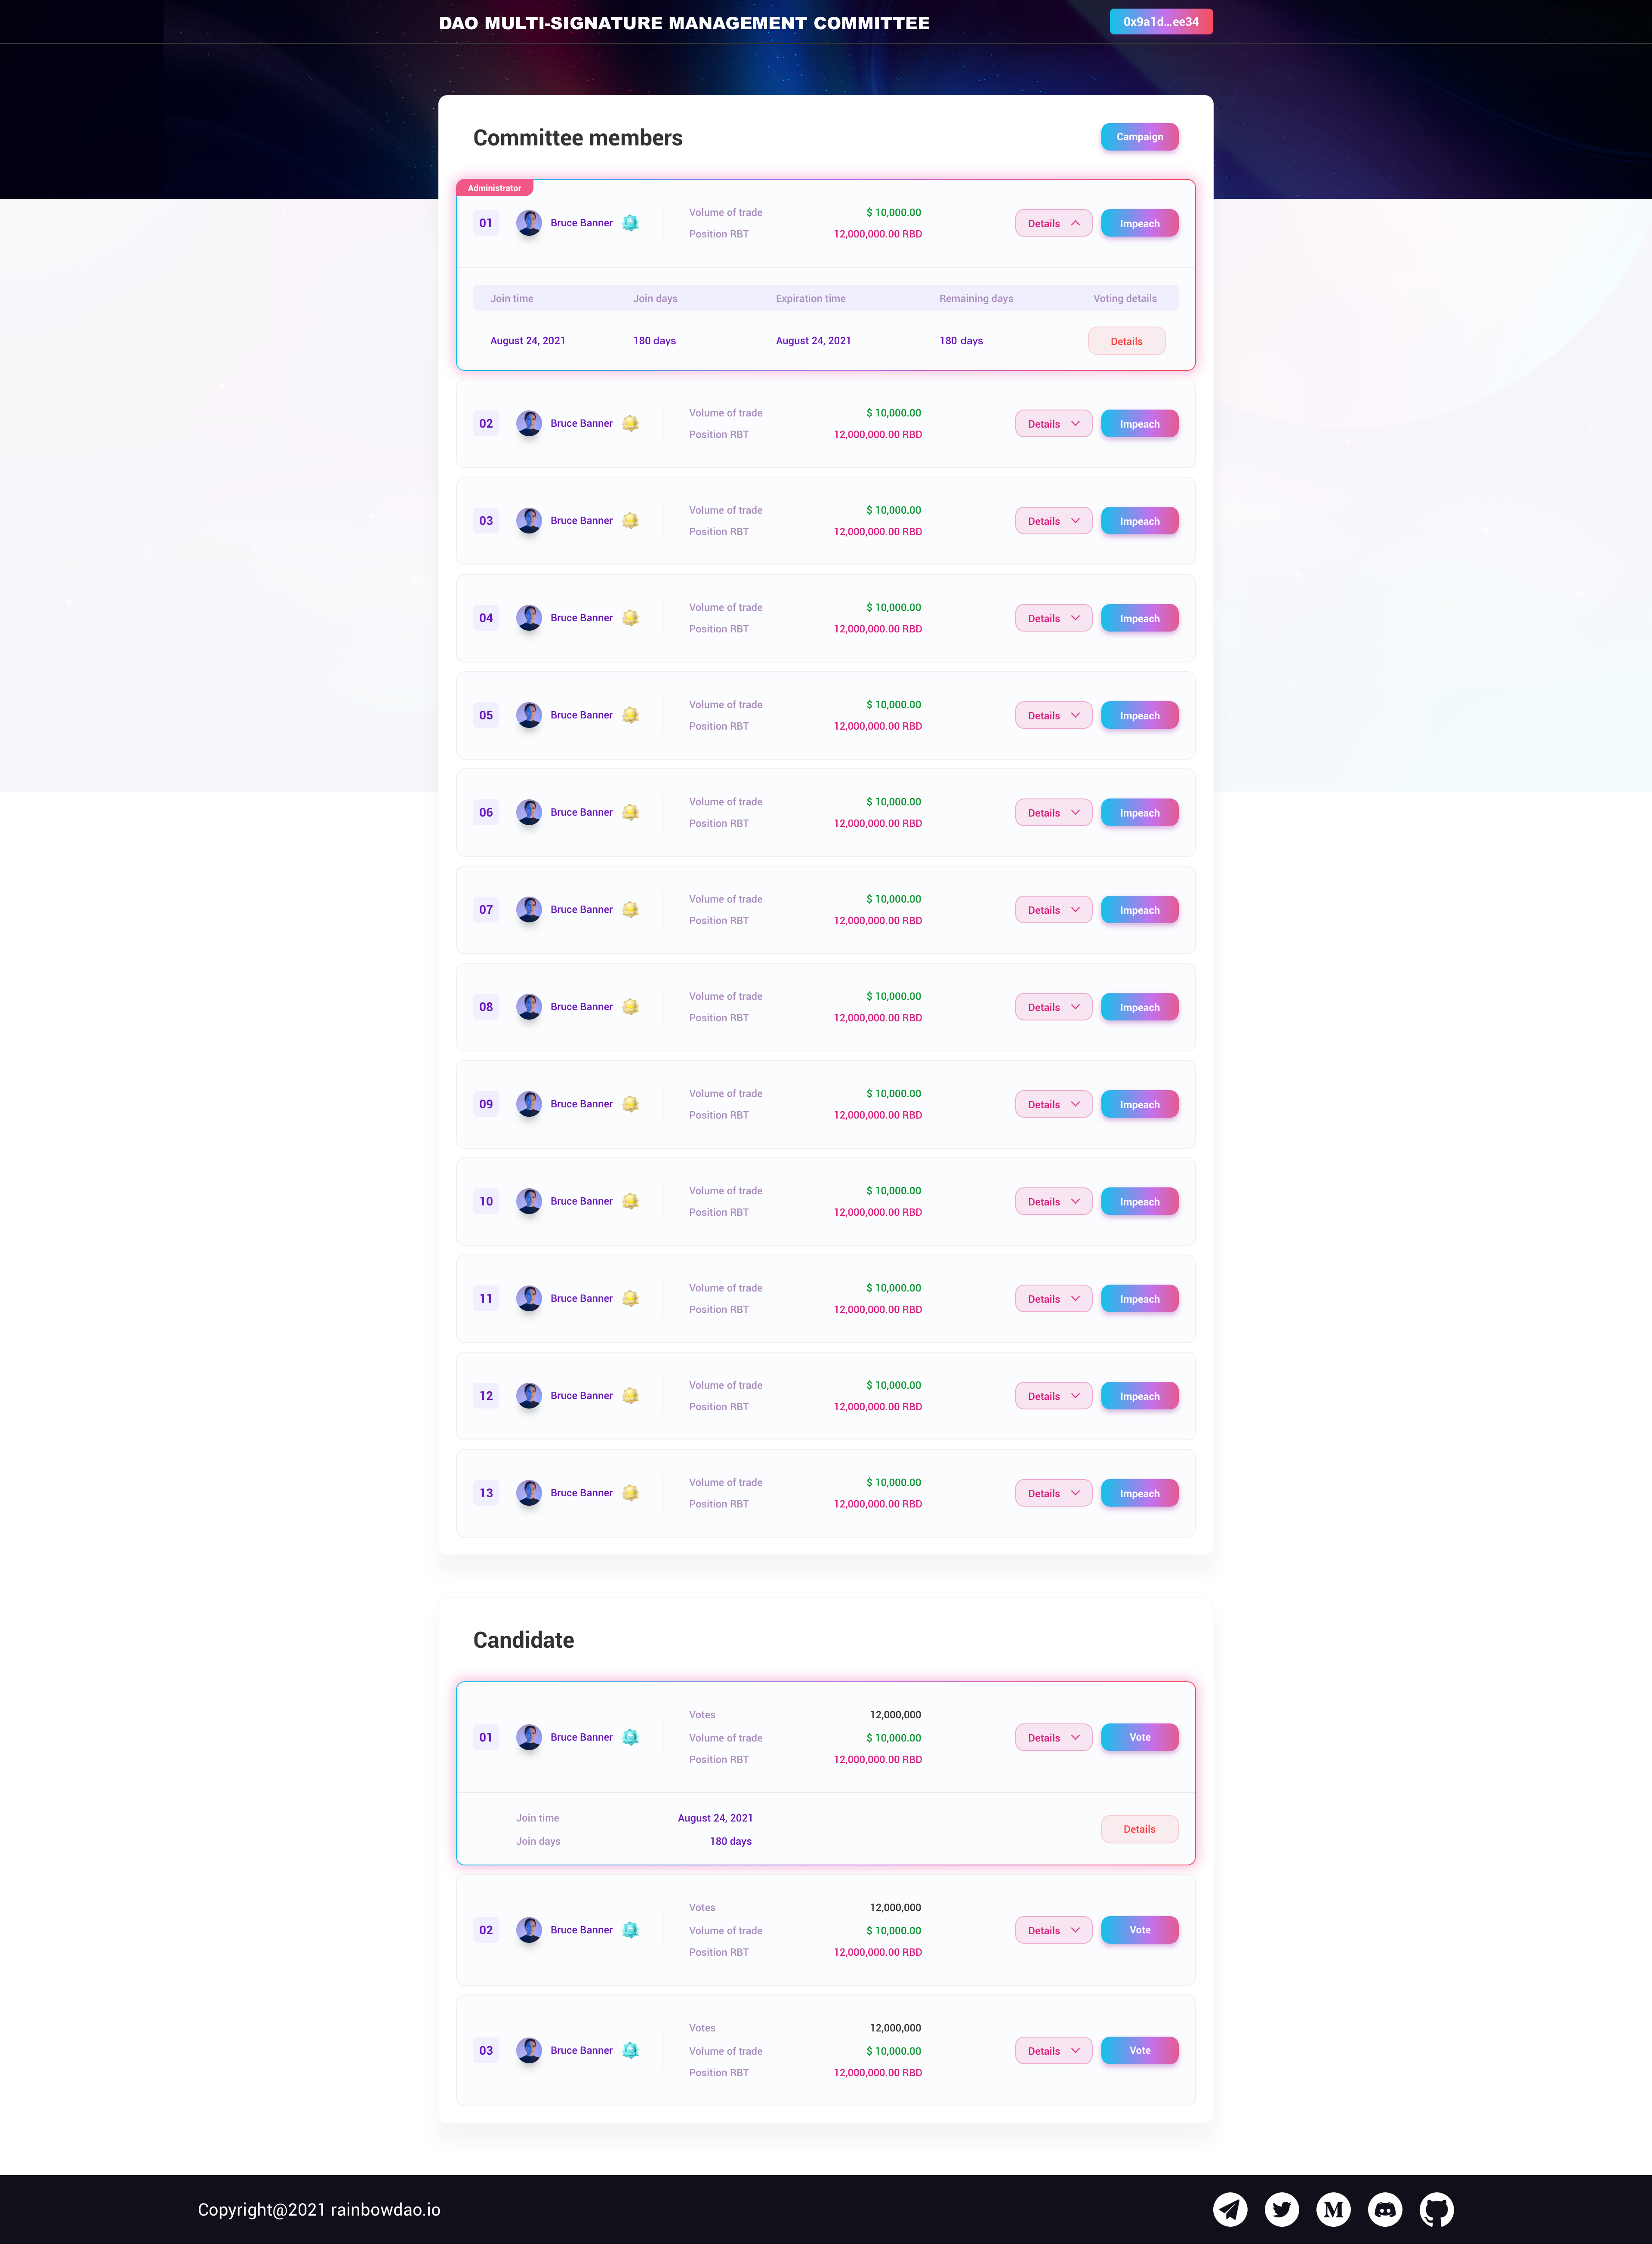 DAO MULTI-SIGNATURE MANAGEMENT COMMITTEE
0x9a1d...ee34
Committee members
Campaign
Administrator
01 Bruce Banner
Volume of trade $ 10,000.00
Position RBT 12,000,000.00 RBD
Details Impeach
Join time Join days Expiration time Remaining days Voting details
August 24, 2021 180 days August 24, 2021 180 days Details
02 Bruce Banner
Volume of trade $ 10,000.00
Position RBT 12,000,000.00 RBD
Details Impeach
03 Bruce Banner
Volume of trade $ 10,000.00
Position RBT 12,000,000.00 RBD
Details Impeach
04 Bruce Banner
Volume of trade $ 10,000.00
Position RBT 12,000,000.00 RBD
Details Impeach
05 Bruce Banner
Volume of trade $ 10,000.00
Position RBT 12,000,000.00 RBD
Details Impeach
06 Bruce Banner
Volume of trade $ 10,000.00
Position RBT 12,000,000.00 RBD
Details Impeach
07 Bruce Banner
Volume of trade $ 10,000.00
Position RBT 12,000,000.00 RBD
Details Impeach
08 Bruce Banner
Volume of trade $ 10,000.00
Position RBT 12,000,000.00 RBD
Details Impeach
09 Bruce Banner
Volume of trade $ 10,000.00
Position RBT 12,000,000.00 RBD
Details Impeach
10 Bruce Banner
Volume of trade $ 10,000.00
Position RBT 12,000,000.00 RBD
Details Impeach
11 Bruce Banner
Volume of trade $ 10,000.00
Position RBT 12,000,000.00 RBD
Details Impeach
12 Bruce Banner
Volume of trade $ 10,000.00
Position RBT 12,000,000.00 RBD
Details Impeach
13 Bruce Banner
Volume of trade $ 10,000.00
Position RBT 12,000,000.00 RBD
Details Impeach
Candidate
01 Bruce Banner
Votes 12,000,000
Volume of trade $ 10,000.00
Position RBT 12,000,000.00 RBD
Details Vote
Join time August 24, 2021
Join days 180 days
Details
02 Bruce Banner
Votes 12,000,000
Volume of trade $ 10,000.00
Position RBT 12,000,000.00 RBD
Details Vote
03 Bruce Banner
Votes 12,000,000
Volume of trade $ 10,000.00
Position RBT 12,000,000.00 RBD
Details Vote
Copyright@2021 rainbowdao.io